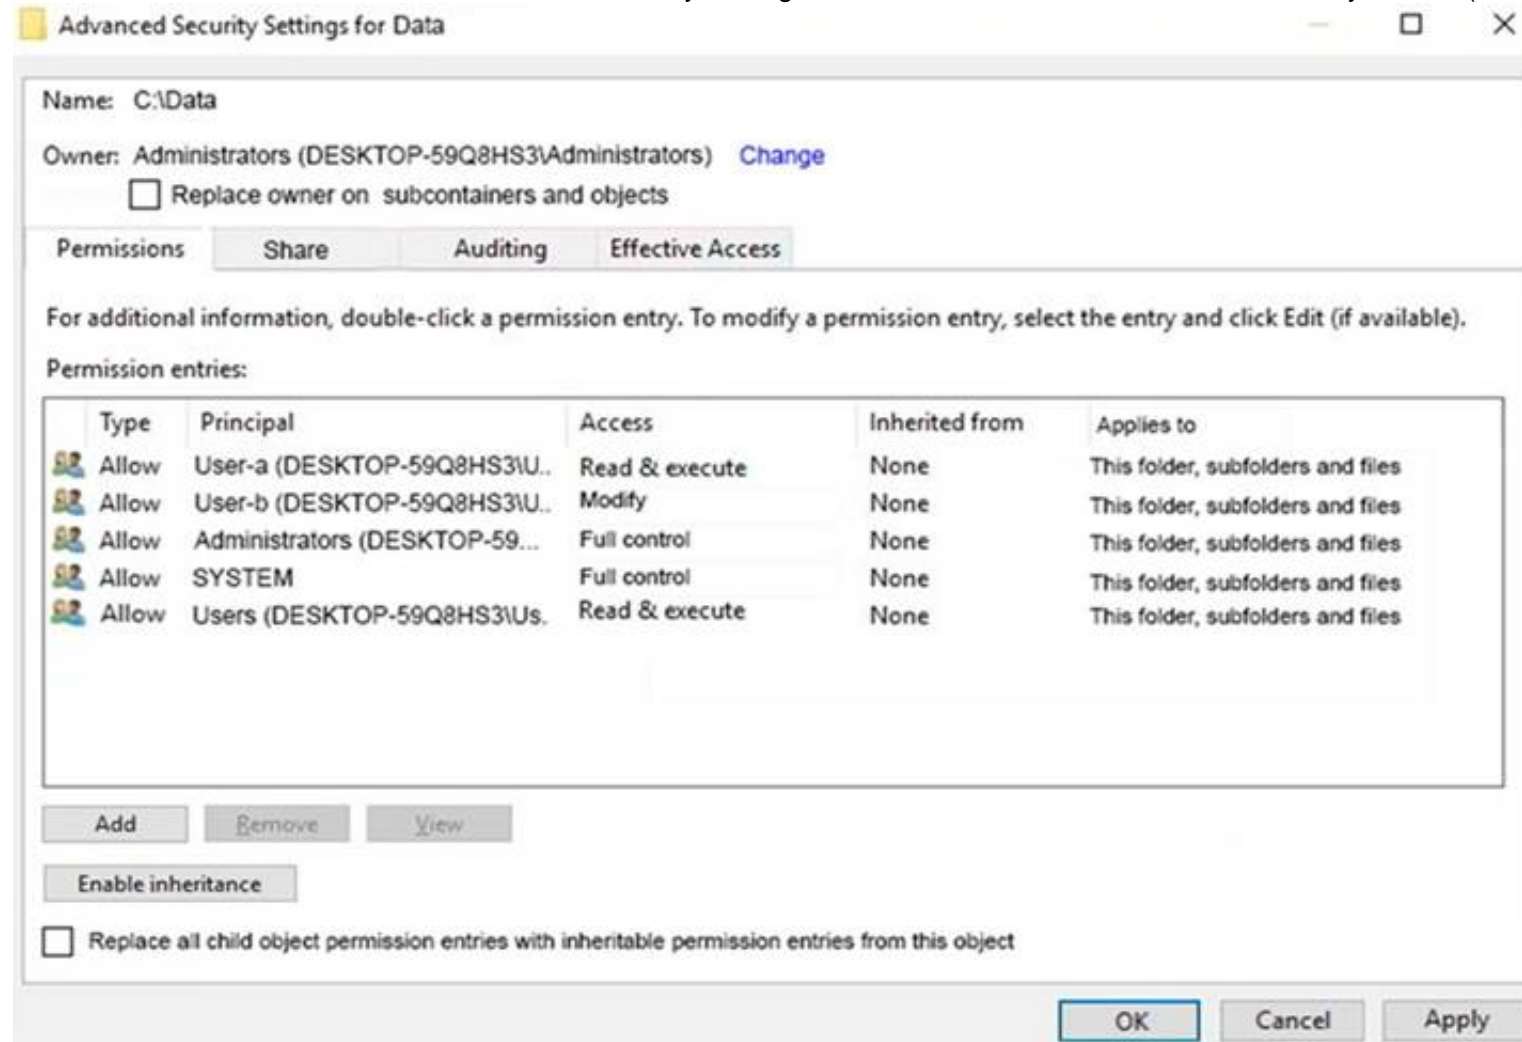 Advanced Security Settings for Data
Name: C:\Data
Owner: Administrators (DESKTOP-59Q8HS3\Administrators) Change
Replace owner on subcontainers and objects
Permissions Share Auditing Effective Access
For additional information, double-click a permission entry. To modify a permission entry, select the entry and click Edit (if available).
Permission entries:
Type Principal Access Inherited from Applies to
Allow User-a (DESKTOP-59Q8HS3\U.. Read & execute None This folder, subfolders and files
Allow User-b (DESKTOP-59Q8HS3\U.. Modify None This folder, subfolders and files
Allow Administrators (DESKTOP-59... Full control None This folder, subfolders and files
Allow SYSTEM Full control None This folder, subfolders and files
Allow Users (DESKTOP-59Q8HS3\Us. Read & execute None This folder, subfolders and files
Add Remove View
Enable inheritance
Replace all child object permission entries with inheritable permission entries from this object
OK Cancel Apply